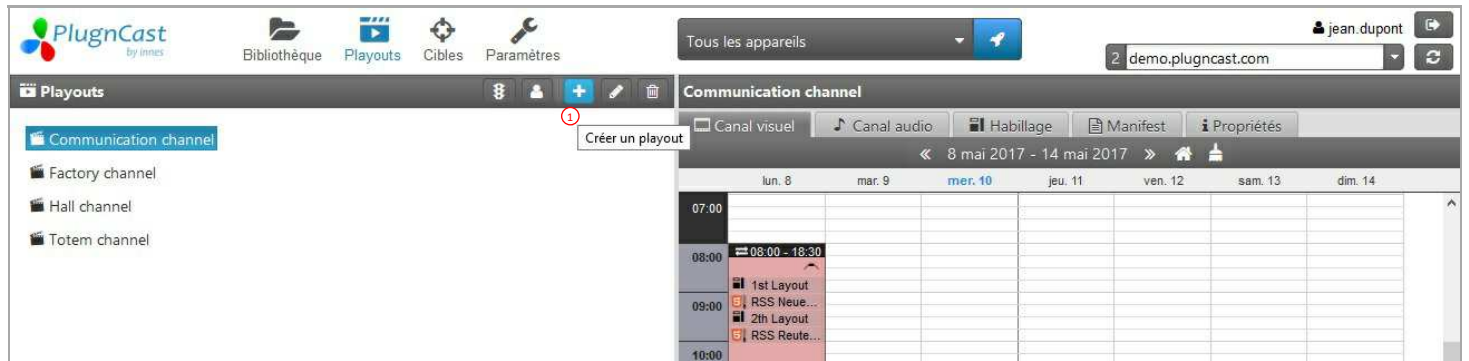 PlugnCast
by innes
Bibliothèque
Playouts
Cibles
Paramètres
Tous les appareils
jean.dupont
2 demo.plugncast.com
Playouts
1
Créer un playout
Communication channel
Factory channel
Hall channel
Totem channel
Communication channel
Canal visuel
Canal audio
Habillage
Manifest
Propriétés
« 8 mai 2017 - 14 mai 2017 »
lun. 8 mar. 9 mer. 10 jeu. 11 ven. 12 sam. 13 dim. 14
07:00
08:00
08:00 - 18:30
1st Layout
09:00
RSS Neue...
2th Layout
RSS Reute...
10:00